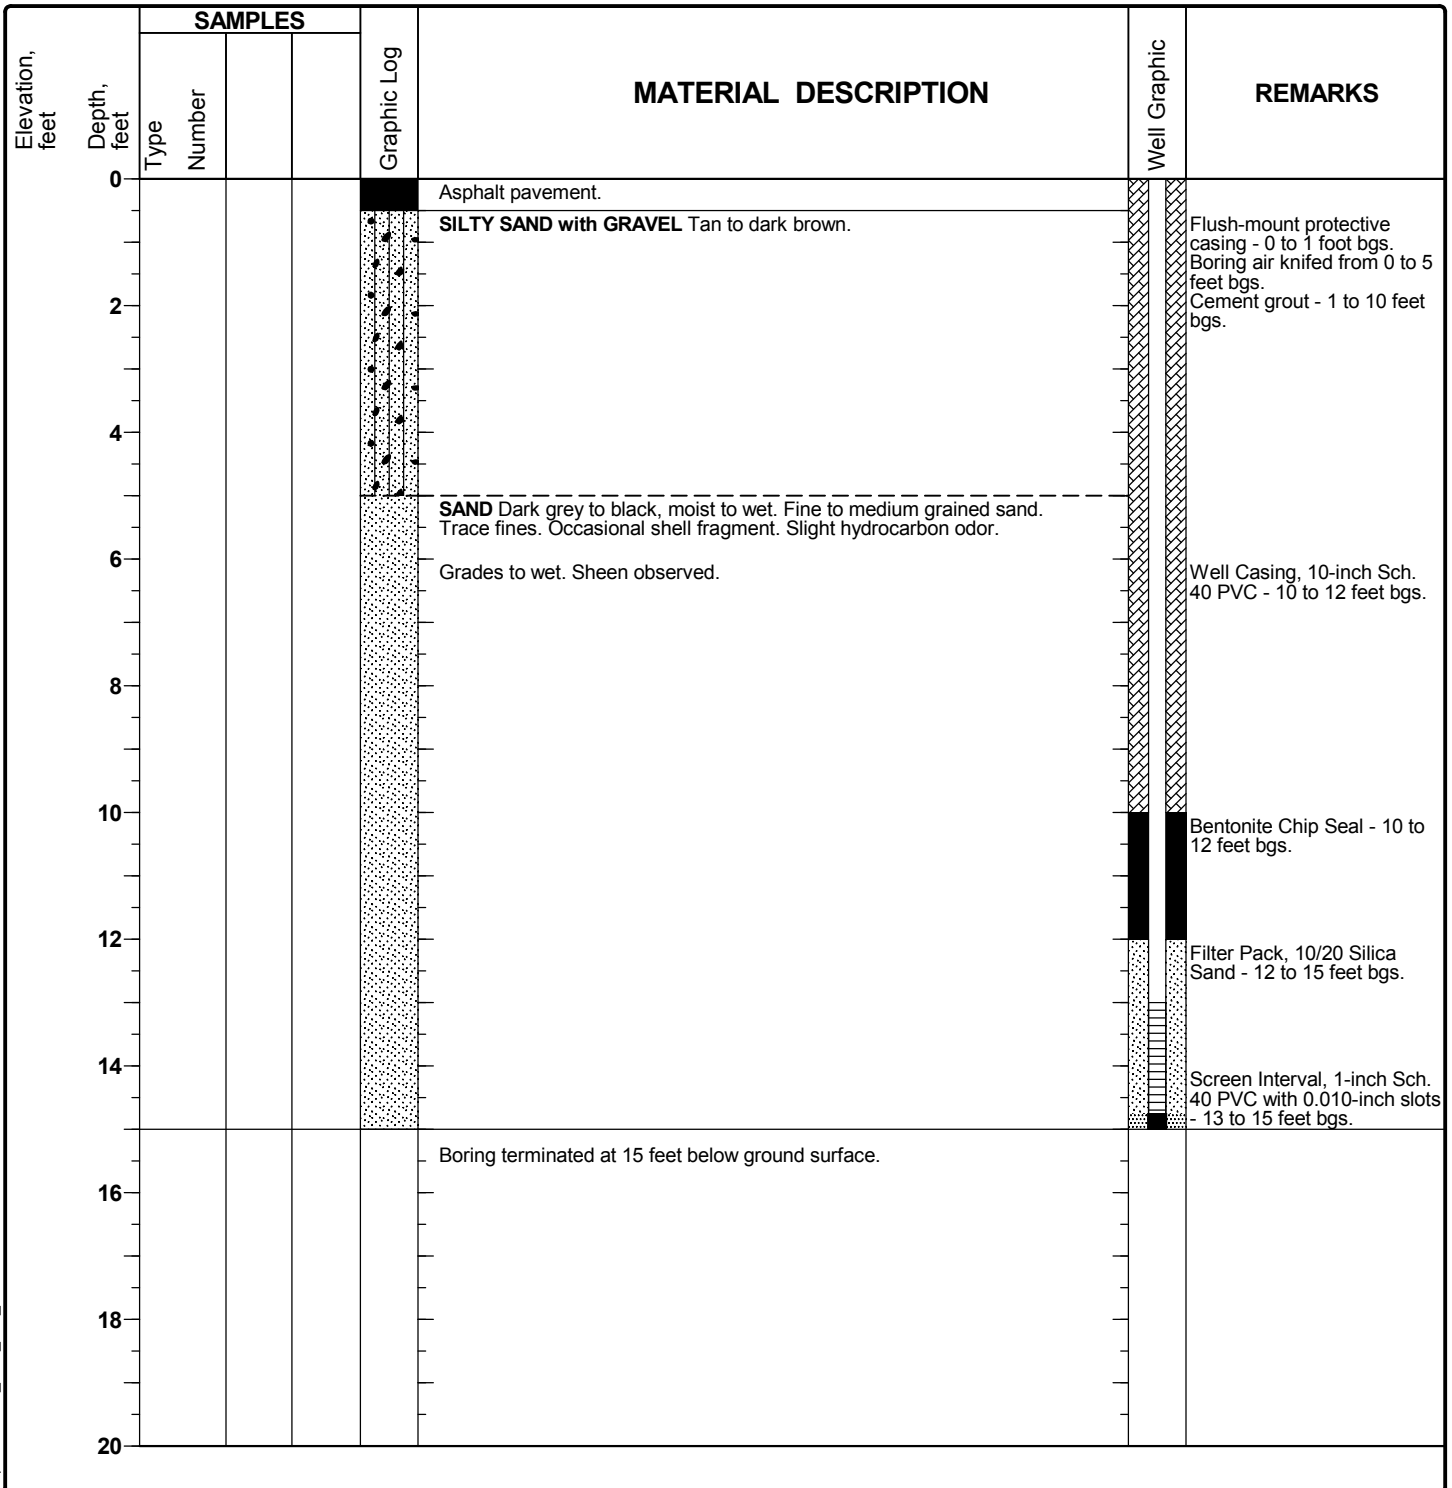 SAMPLES
Elevation,
feet
Depth,
feet
Type
Number
Graphic Log
MATERIAL DESCRIPTION
Well Graphic
REMARKS
0
Asphalt pavement.
SILTY SAND with GRAVEL Tan to dark brown.
Flush-mount protective
casing - 0 to 1 foot bgs.
Boring air knifed from 0 to 5
feet bgs.
Cement grout - 1 to 10 feet
bgs.
2
4
SAND Dark grey to black, moist to wet. Fine to medium grained sand.
Trace fines. Occasional shell fragment. Slight hydrocarbon odor.
6
Grades to wet. Sheen observed.
Well Casing, 10-inch Sch.
40 PVC - 10 to 12 feet bgs.
8
10
Bentonite Chip Seal - 10 to
12 feet bgs.
12
Filter Pack, 10/20 Silica
Sand - 12 to 15 feet bgs.
14
Screen Interval, 1-inch Sch.
40 PVC with 0.010-inch slots
- 13 to 15 feet bgs.
Boring terminated at 15 feet below ground surface.
16
18
20